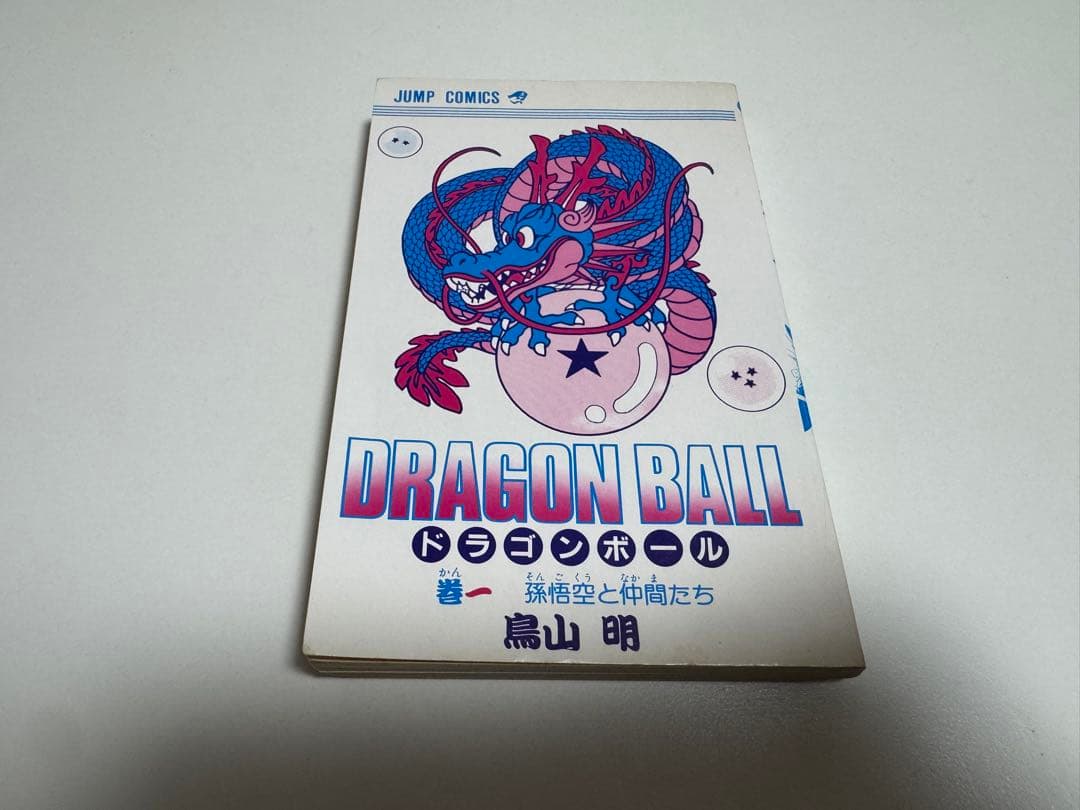 JUMP COMICS
DRAGON BALL
ドラゴンボール
かん そんごくう なかま
巻一 孫悟空と仲間たち
鳥山 明